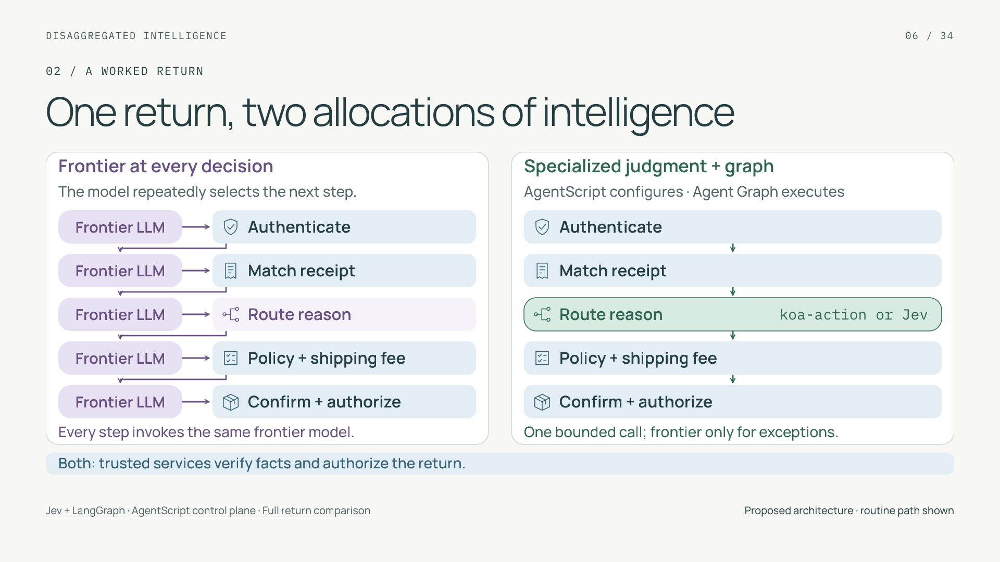 DISAGGREGATED INTELLIGENCE
06 / 34
02 / A WORKED RETURN
One return, two allocations of intelligence
Frontier at every decision
The model repeatedly selects the next step.
Frontier LLM
Authenticate
Frontier LLM
Match receipt
Frontier LLM
Route reason
Frontier LLM
Policy + shipping fee
Frontier LLM
Confirm + authorize
Every step invokes the same frontier model.
Specialized judgment + graph
AgentScript configures · Agent Graph executes
Authenticate
Match receipt
Route reason
koa-action or Jev
Policy + shipping fee
Confirm + authorize
One bounded call; frontier only for exceptions.
Both: trusted services verify facts and authorize the return.
Jev + LangGraph · AgentScript control plane · Full return comparison
Proposed architecture · routine path shown